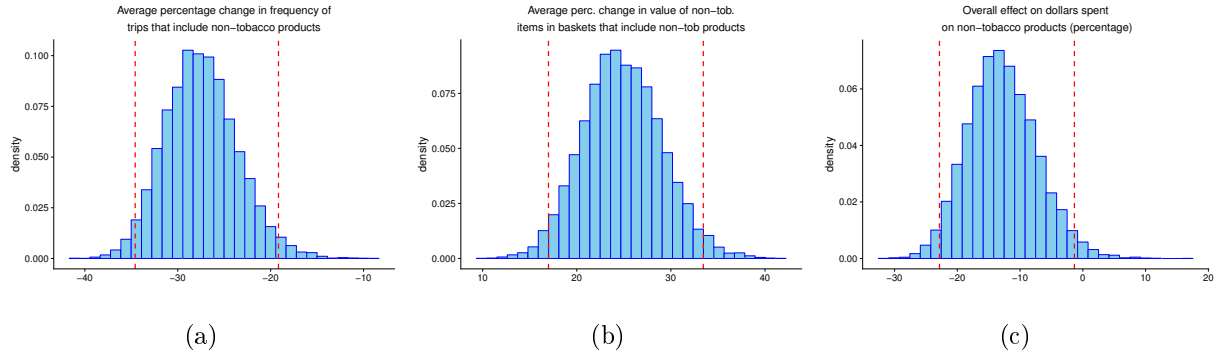 Average percentage change in frequency of
trips that include non−tobacco products
density
0.100
0.075
0.050
0.025
0.000
−40
−30
−20
−10
(a)
Average perc. change in value of non−tob.
items in baskets that include non−tob products
density
0.075
0.050
0.025
0.000
10
20
30
40
(b)
Overall effect on dollars spent
on non−tobacco products (percentage)
density
0.06
0.04
0.02
0.00
−30
−20
−10
0
10
20
(c)